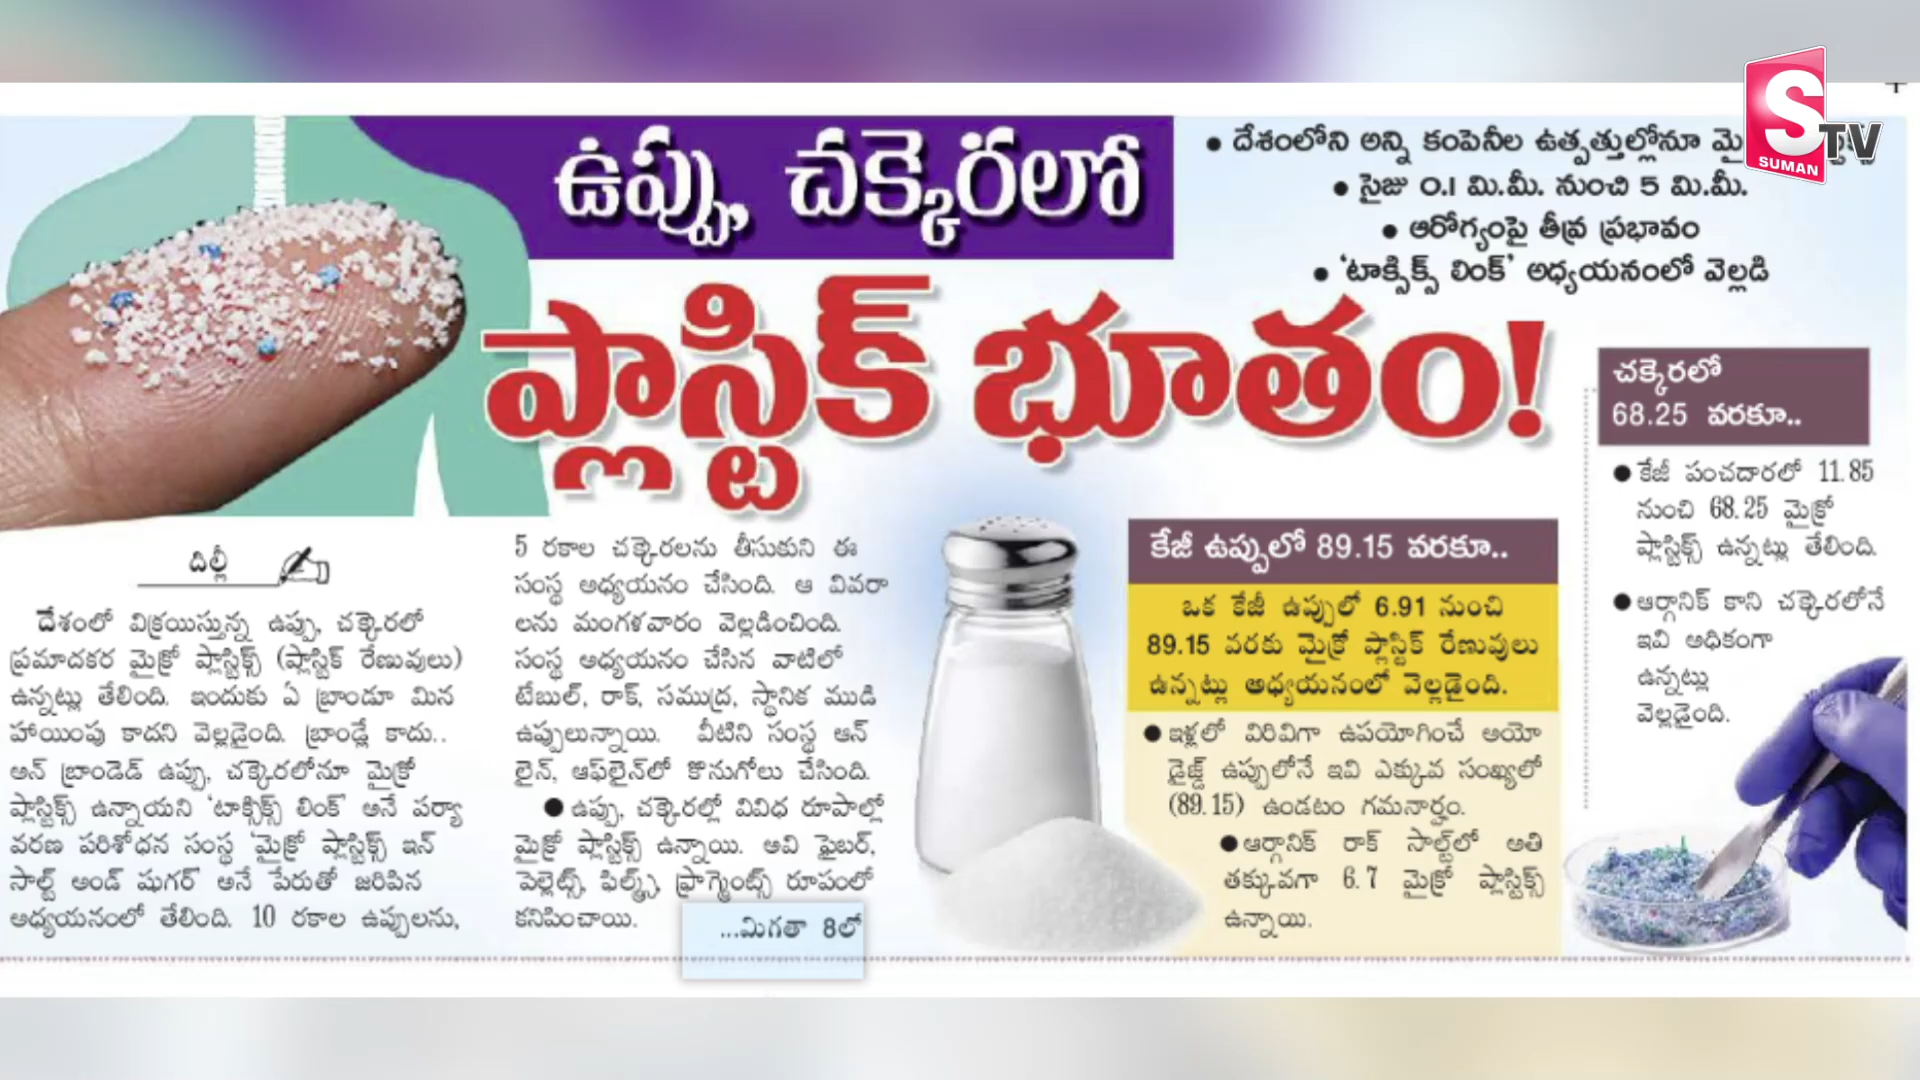 ఉప్పు, చక్కెరలో
ప్లాస్టిక్ భూతం!
● దేశంలోని అన్ని కంపెనీల ఉత్పత్తుల్లోనూ
● సైజు 0.1 మి.మీ. నుంచి 5 మి.మీ.
● ఆరోగ్యంపై తీవ్ర ప్రభావం
● ‘టాక్సిక్స్ లింక్’ అధ్యయనంలో వెల్లడి
S TV
SUMAN
దిల్లీ
దేశంలో విక్రయిస్తున్న ఉప్పు, చక్కెరలో
ప్రమాదకర మైక్రో ప్లాస్టిక్స్ (ప్లాస్టిక్ రేణువులు)
ఉన్నట్లు తేలింది. ఇందుకు ఏ బ్రాండూ మిన
హాయింపు కాదని వెల్లడైంది. బ్రాండ్లే కాదు..
అన్ బ్రాండెడ్ ఉప్పు, చక్కెరలోనూ మైక్రో
ప్లాస్టిక్స్ ఉన్నాయని ‘టాక్సిక్స్ లింక్’ అనే పర్యా
వరణ పరిశోధన సంస్థ ‘మైక్రో ప్లాస్టిక్స్ ఇన్
సాల్ట్ అండ్ షుగర్’ అనే పేరుతో జరిపిన
అధ్యయనంలో తేలింది. 10 రకాల ఉప్పులను,
5 రకాల చక్కెరలను తీసుకుని ఈ
సంస్థ అధ్యయనం చేసింది. ఆ వివరా
లను మంగళవారం వెల్లడించింది.
సంస్థ అధ్యయనం చేసిన వాటిలో
టేబుల్, రాక్, సముద్ర, స్థానిక ముడి
ఉప్పులున్నాయి. వీటిని సంస్థ ఆన్
లైన్, ఆఫ్‌లైన్‌లో కొనుగోలు చేసింది.
● ఉప్పు, చక్కెరల్లో వివిధ రూపాల్లో
మైక్రో ప్లాస్టిక్స్ ఉన్నాయి. అవి ఫైబర్,
పెల్లెట్స్, ఫిల్మ్స్, ఫ్రాగ్మెంట్స్ రూపంలో
కనిపించాయి.
...మిగతా 8లో
కేజీ ఉప్పులో 89.15 వరకూ..
ఒక కేజీ ఉప్పులో 6.91 నుంచి
89.15 వరకు మైక్రో ప్లాస్టిక్ రేణువులు
ఉన్నట్లు అధ్యయనంలో వెల్లడైంది.
● ఇళ్లలో విరివిగా ఉపయోగించే అయో
డైజ్డ్ ఉప్పులోనే ఇవి ఎక్కువ సంఖ్యలో
(89.15) ఉండటం గమనార్హం.
● ఆర్గానిక్ రాక్ సాల్ట్‌లో అతి
తక్కువగా 6.7 మైక్రో ప్లాస్టిక్స్
ఉన్నాయి.
చక్కెరలో
68.25 వరకూ..
● కేజీ పంచదారలో 11.85
నుంచి 68.25 మైక్రో
ప్లాస్టిక్స్ ఉన్నట్లు తేలింది.
● ఆర్గానిక్ కాని చక్కెరలోనే
ఇవి అధికంగా
ఉన్నట్లు
వెల్లడైంది.